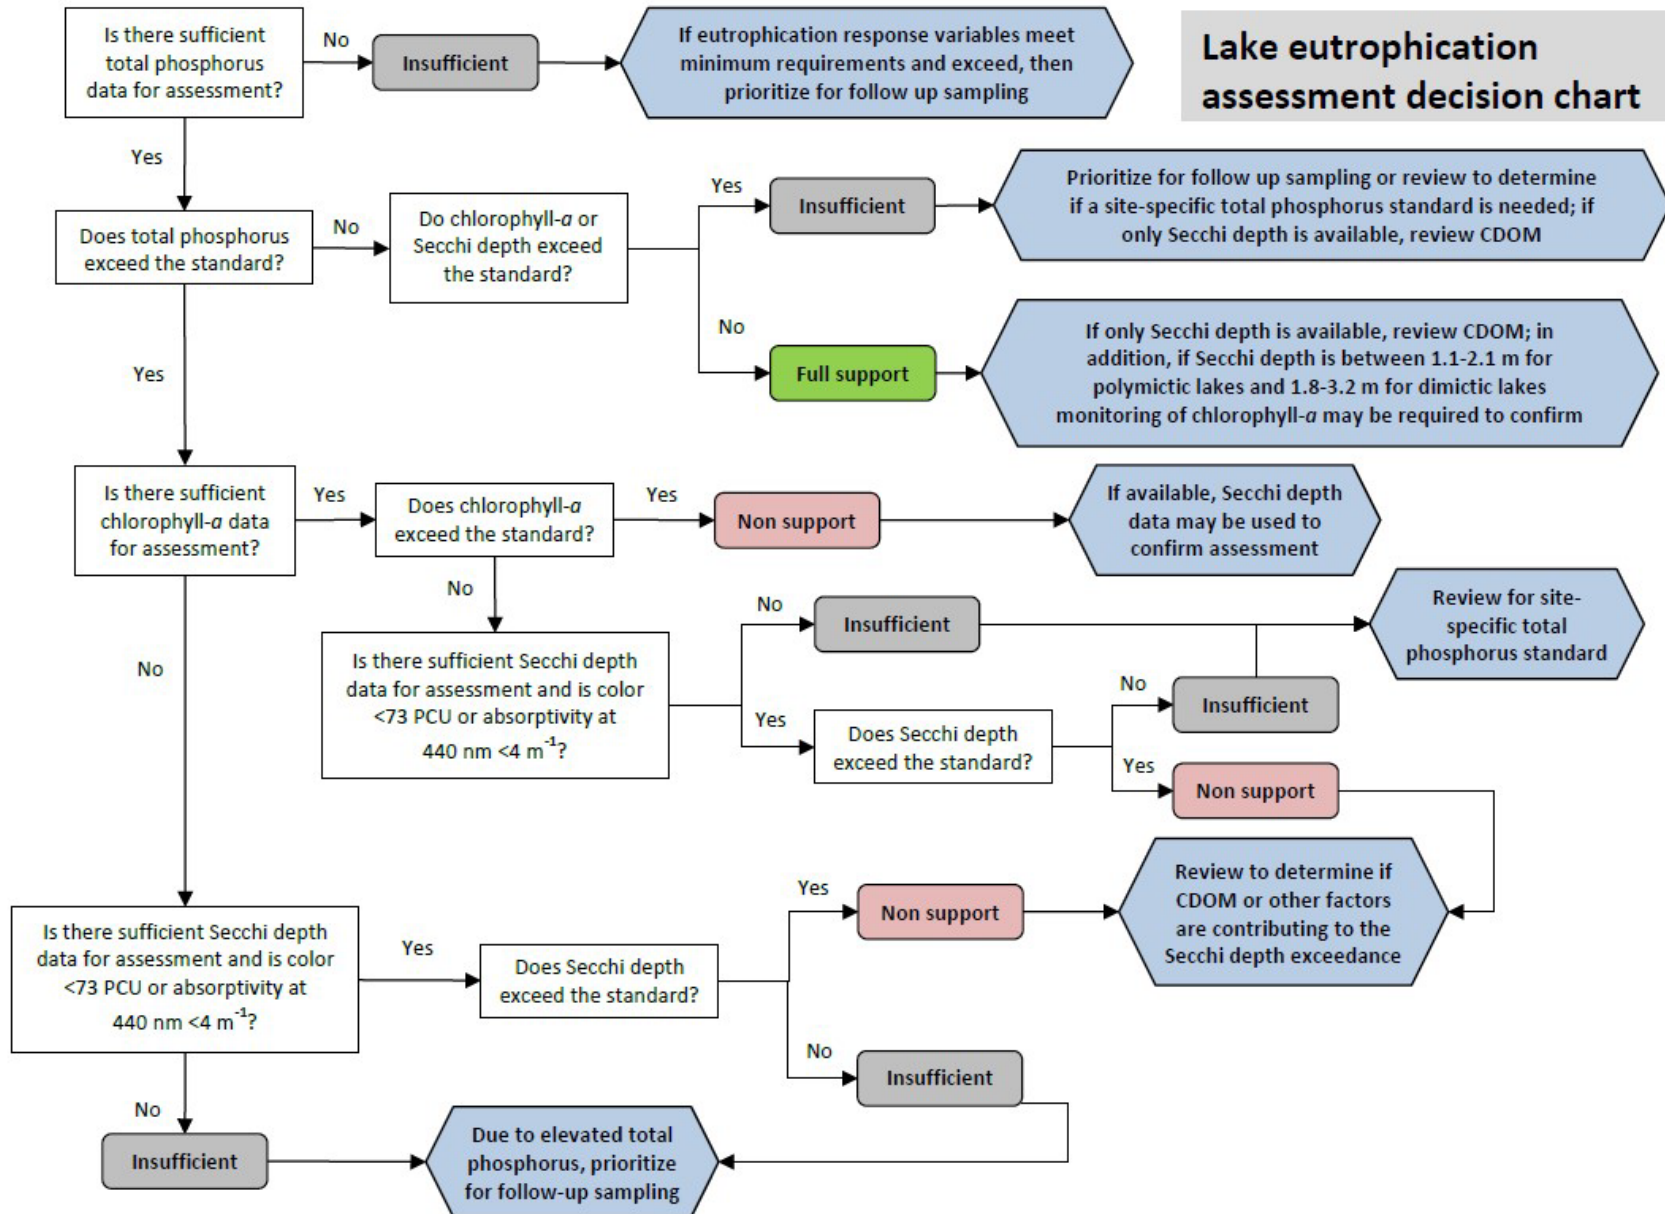 Lake eutrophication
assessment decision chart
Is there sufficient
total phosphorus
data for assessment?
No
Insufficient
If eutrophication response variables meet
minimum requirements and exceed, then
prioritize for follow up sampling
Yes
Does total phosphorus
exceed the standard?
No
Do chlorophyll-a or
Secchi depth exceed
the standard?
Yes
Insufficient
Prioritize for follow up sampling or review to determine
if a site-specific total phosphorus standard is needed; if
only Secchi depth is available, review CDOM
No
Full support
If only Secchi depth is available, review CDOM; in
addition, if Secchi depth is between 1.1-2.1 m for
polymictic lakes and 1.8-3.2 m for dimictic lakes
monitoring of chlorophyll-a may be required to confirm
Yes
Is there sufficient
chlorophyll-a data
for assessment?
Yes
Does chlorophyll-a
exceed the standard?
Yes
Non support
If available, Secchi depth
data may be used to
confirm assessment
No
Is there sufficient Secchi depth
data for assessment and is color
<73 PCU or absorptivity at
440 nm <4 m⁻¹?
No
Insufficient
Review for site-
specific total
phosphorus standard
Yes
Does Secchi depth
exceed the standard?
No
Insufficient
Yes
Non support
No
Is there sufficient Secchi depth
data for assessment and is color
<73 PCU or absorptivity at
440 nm <4 m⁻¹?
Yes
Does Secchi depth
exceed the standard?
Yes
Non support
Review to determine if
CDOM or other factors
are contributing to the
Secchi depth exceedance
No
Insufficient
No
Insufficient
Due to elevated total
phosphorus, prioritize
for follow-up sampling